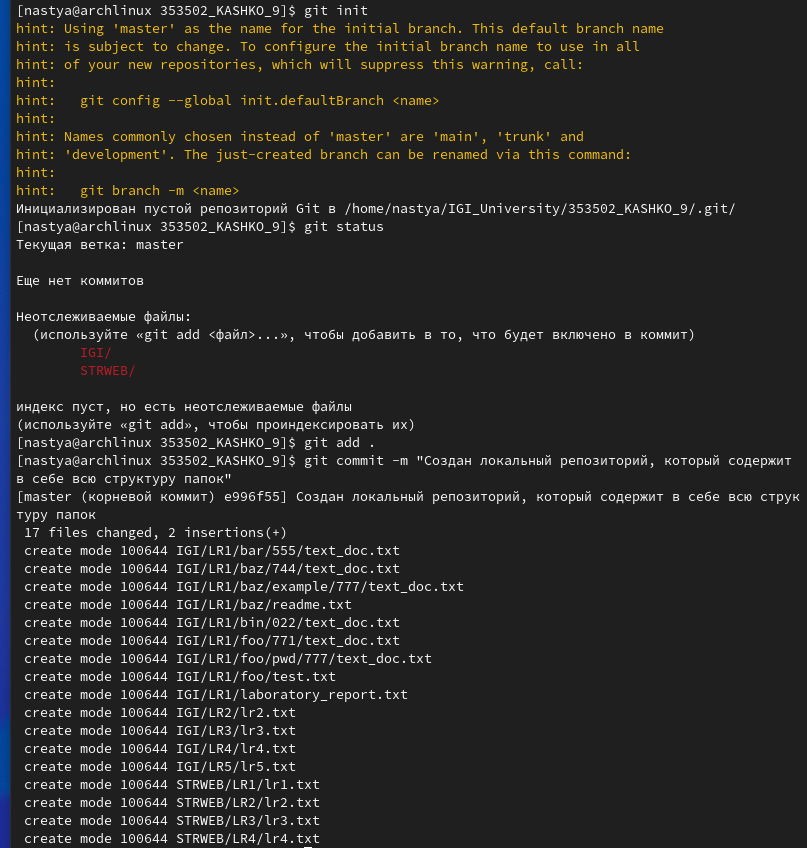 [nastya@archlinux 353502_KASHKO_9]$ git init
hint: Using 'master' as the name for the initial branch. This default branch name
hint: is subject to change. To configure the initial branch name to use in all
hint: of your new repositories, which will suppress this warning, call:
hint:
hint:   git config --global init.defaultBranch <name>
hint:
hint: Names commonly chosen instead of 'master' are 'main', 'trunk' and
hint: 'development'. The just-created branch can be renamed via this command:
hint:
hint:   git branch -m <name>
Инициализирован пустой репозиторий Git в /home/nastya/IGI_University/353502_KASHKO_9/.git/
[nastya@archlinux 353502_KASHKO_9]$ git status
Текущая ветка: master

Еще нет коммитов

Неотслеживаемые файлы:
  (используйте «git add <файл>...», чтобы добавить в то, что будет включено в коммит)
        IGI/
        STRWEB/

индекс пуст, но есть неотслеживаемые файлы
(используйте «git add», чтобы проиндексировать их)
[nastya@archlinux 353502_KASHKO_9]$ git add .
[nastya@archlinux 353502_KASHKO_9]$ git commit -m "Создан локальный репозиторий, который содержит
в себе всю структуру папок"
[master (корневой коммит) e996f55] Создан локальный репозиторий, который содержит в себе всю струк
туру папок
 17 files changed, 2 insertions(+)
 create mode 100644 IGI/LR1/bar/555/text_doc.txt
 create mode 100644 IGI/LR1/baz/744/text_doc.txt
 create mode 100644 IGI/LR1/baz/example/777/text_doc.txt
 create mode 100644 IGI/LR1/baz/readme.txt
 create mode 100644 IGI/LR1/bin/022/text_doc.txt
 create mode 100644 IGI/LR1/foo/771/text_doc.txt
 create mode 100644 IGI/LR1/foo/pwd/777/text_doc.txt
 create mode 100644 IGI/LR1/foo/test.txt
 create mode 100644 IGI/LR1/laboratory_report.txt
 create mode 100644 IGI/LR2/lr2.txt
 create mode 100644 IGI/LR3/lr3.txt
 create mode 100644 IGI/LR4/lr4.txt
 create mode 100644 IGI/LR5/lr5.txt
 create mode 100644 STRWEB/LR1/lr1.txt
 create mode 100644 STRWEB/LR2/lr2.txt
 create mode 100644 STRWEB/LR3/lr3.txt
 create mode 100644 STRWEB/LR4/lr4.txt